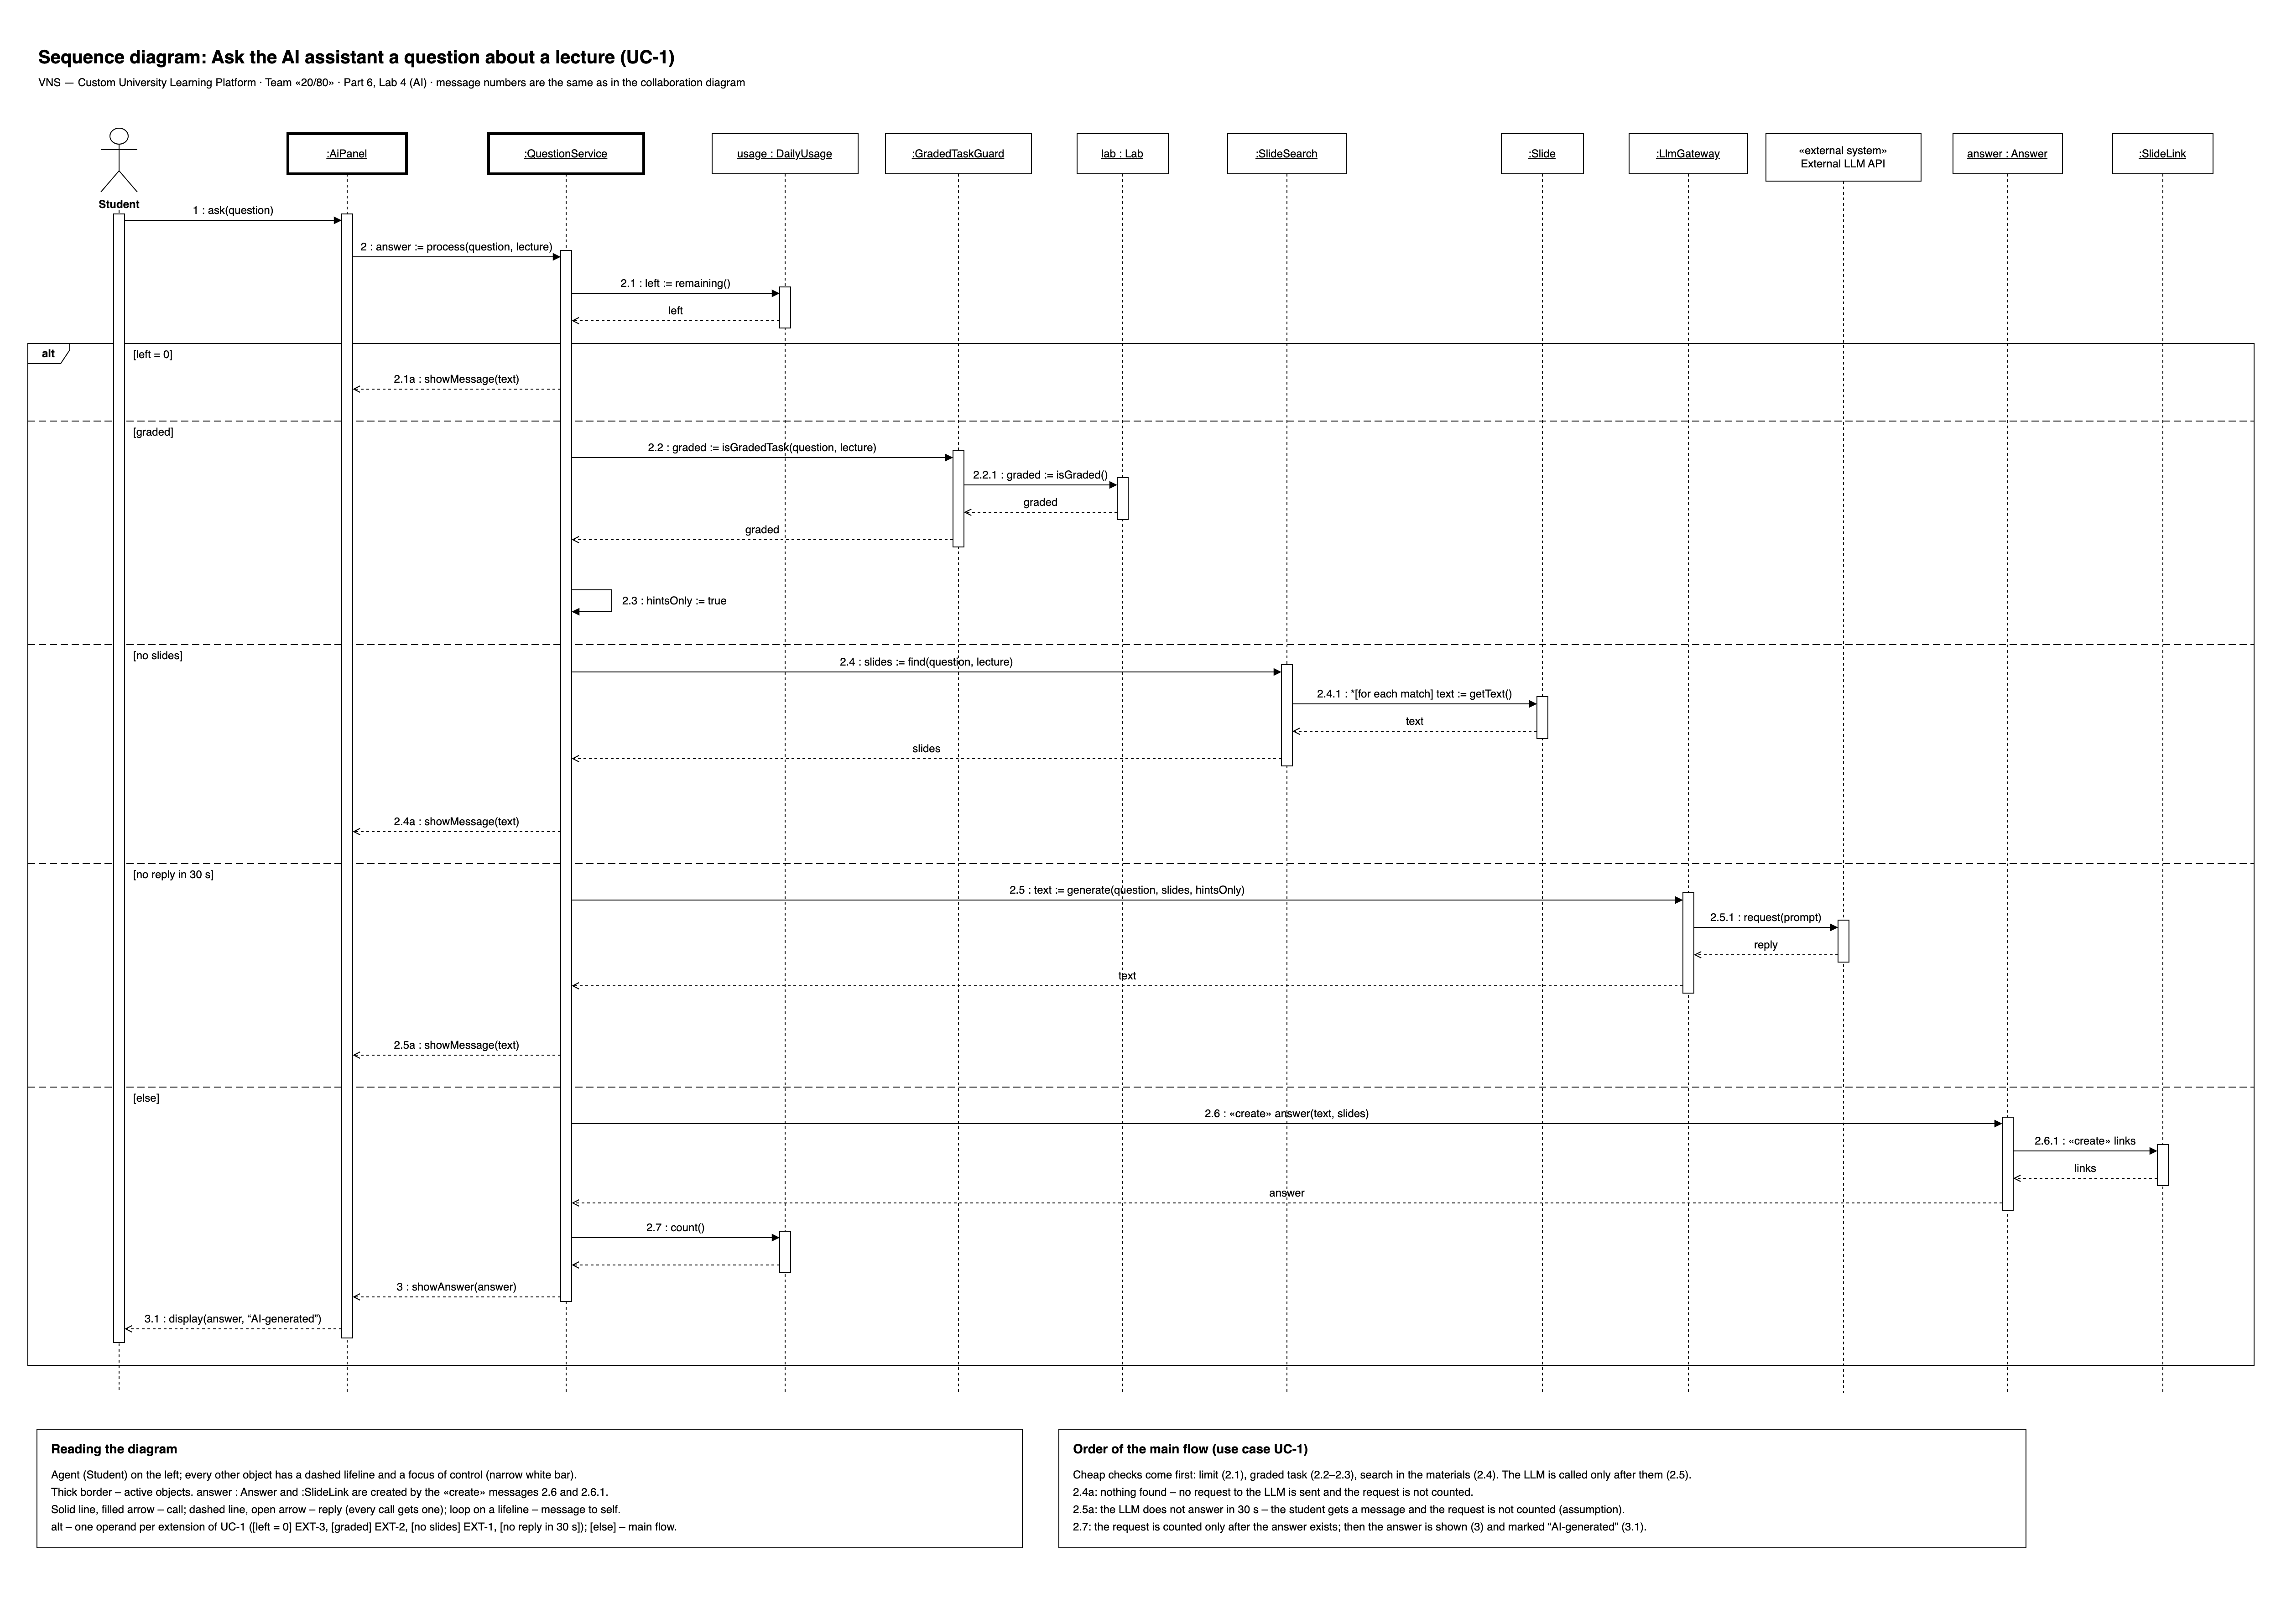 Sequence diagram: Ask the AI assistant a question about a lecture (UC-1)
VNS — Custom University Learning Platform · Team «20/80» · Part 6, Lab 4 (AI) · message numbers are the same as in the collaboration diagram
Student
:AiPanel
:QuestionService
usage : DailyUsage
:GradedTaskGuard
lab : Lab
:SlideSearch
:Slide
:LlmGateway
«external system»
External LLM API
answer : Answer
:SlideLink
1 : ask(question)
2 : answer := process(question, lecture)
2.1 : left := remaining()
left
alt
[left = 0]
2.1a : showMessage(text)
[graded]
2.2 : graded := isGradedTask(question, lecture)
2.2.1 : graded := isGraded()
graded
graded
2.3 : hintsOnly := true
[no slides]
2.4 : slides := find(question, lecture)
2.4.1 : *[for each match] text := getText()
text
slides
2.4a : showMessage(text)
[no reply in 30 s]
2.5 : text := generate(question, slides, hintsOnly)
2.5.1 : request(prompt)
reply
text
2.5a : showMessage(text)
[else]
2.6 : «create» answer(text, slides)
2.6.1 : «create» links
links
answer
2.7 : count()
3 : showAnswer(answer)
3.1 : display(answer, “AI-generated”)
Reading the diagram
Agent (Student) on the left; every other object has a dashed lifeline and a focus of control (narrow white bar).
Thick border – active objects. answer : Answer and :SlideLink are created by the «create» messages 2.6 and 2.6.1.
Solid line, filled arrow – call; dashed line, open arrow – reply (every call gets one); loop on a lifeline – message to self.
alt – one operand per extension of UC-1 ([left = 0] EXT-3, [graded] EXT-2, [no slides] EXT-1, [no reply in 30 s]); [else] – main flow.
Order of the main flow (use case UC-1)
Cheap checks come first: limit (2.1), graded task (2.2–2.3), search in the materials (2.4). The LLM is called only after them (2.5).
2.4a: nothing found – no request to the LLM is sent and the request is not counted.
2.5a: the LLM does not answer in 30 s – the student gets a message and the request is not counted (assumption).
2.7: the request is counted only after the answer exists; then the answer is shown (3) and marked “AI-generated” (3.1).